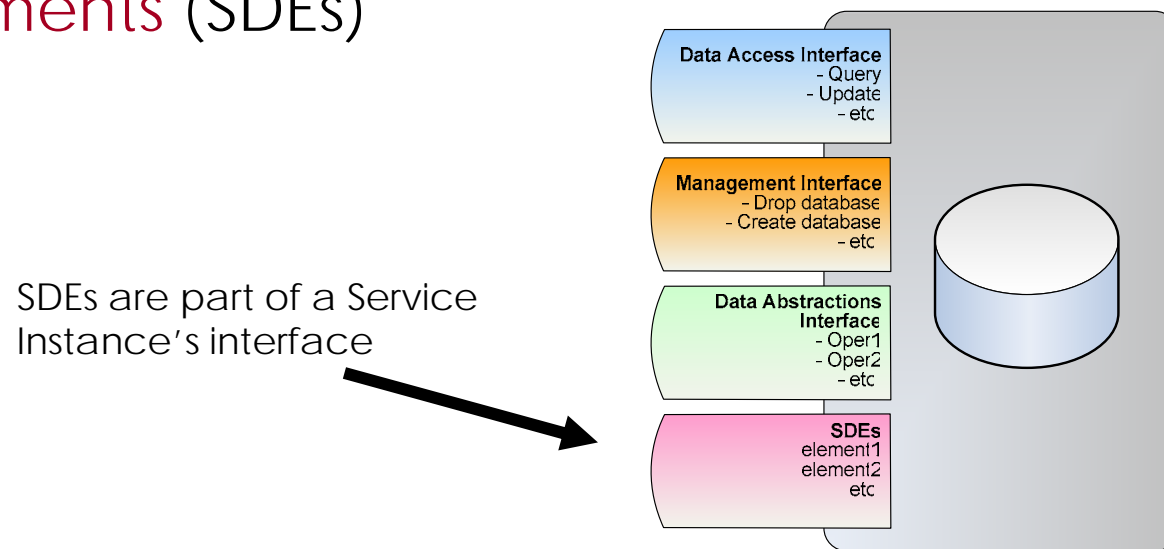 ments (SDEs)
Data Access Interface
- Query
- Update
- etc
Management Interface
- Drop database
- Create database
- etc
SDEs are part of a Service
Instance's interface
Data Abstractions
Interface
- Oper1
- Oper2
- etc
SDEs
element1
element2
etc